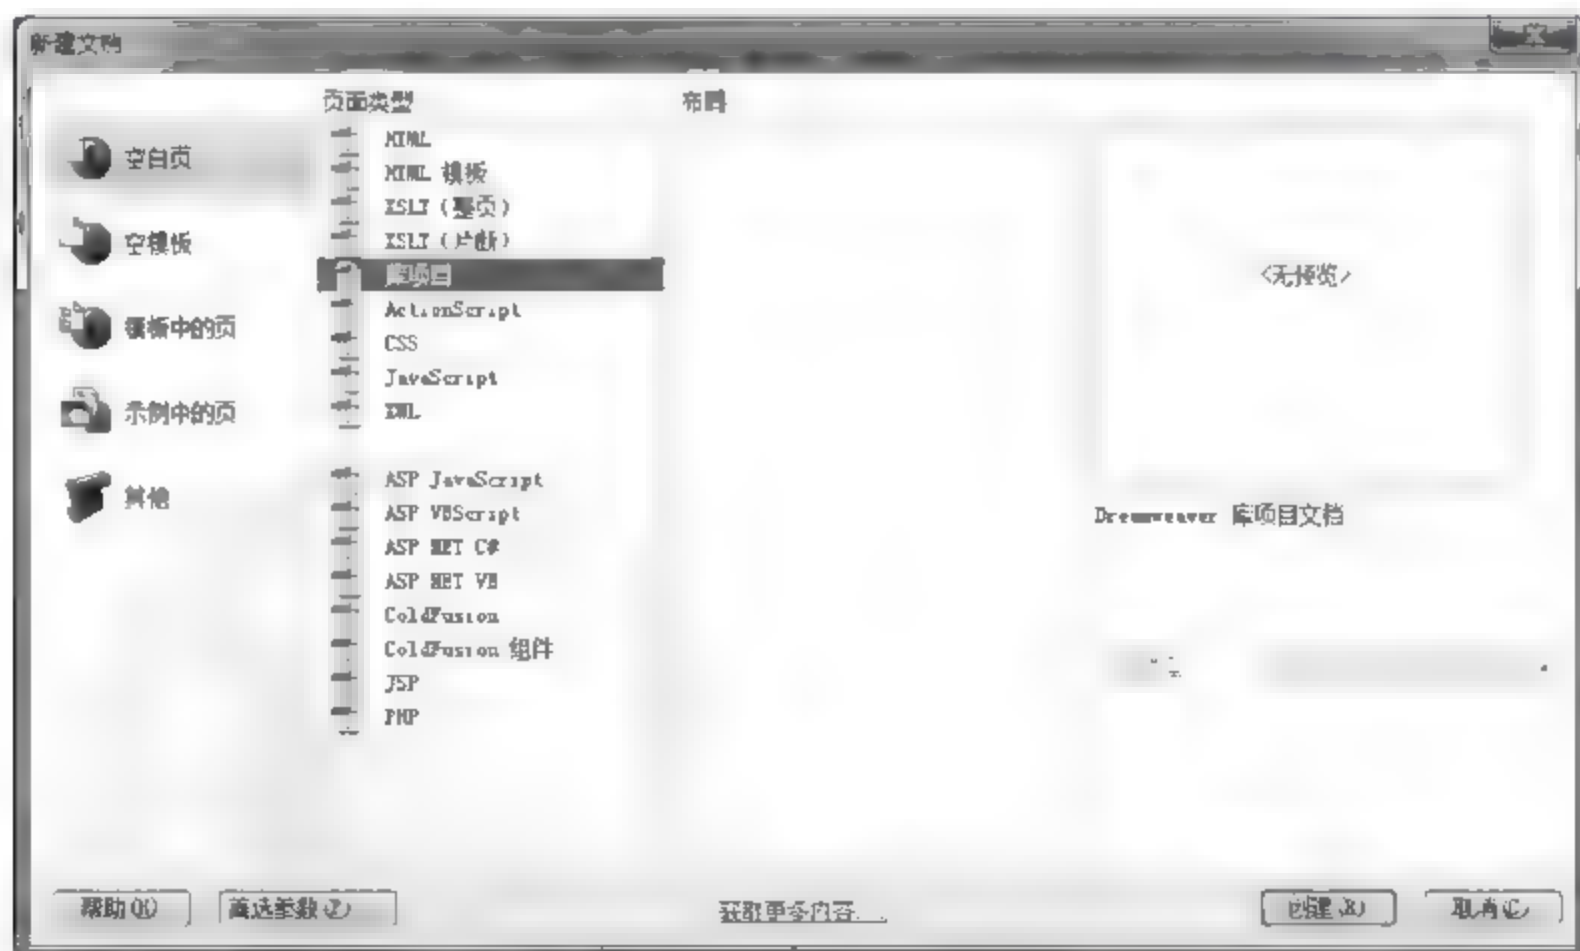 新建文档
页面类型
布局
空白页
空模板
模板中的页
示例中的页
其他
HTML
HTML 模板
XSLT (整页)
XSLT (片断)
库项目
ActionScript
CSS
JavaScript
XML
ASP JavaScript
ASP VBScript
ASP NET C#
ASP NET VB
ColdFusion
ColdFusion 组件
JSP
PHP
<无预览>
Dreamweaver 库项目文档
帮助
首选参数
获取更多内容...
创建
取消